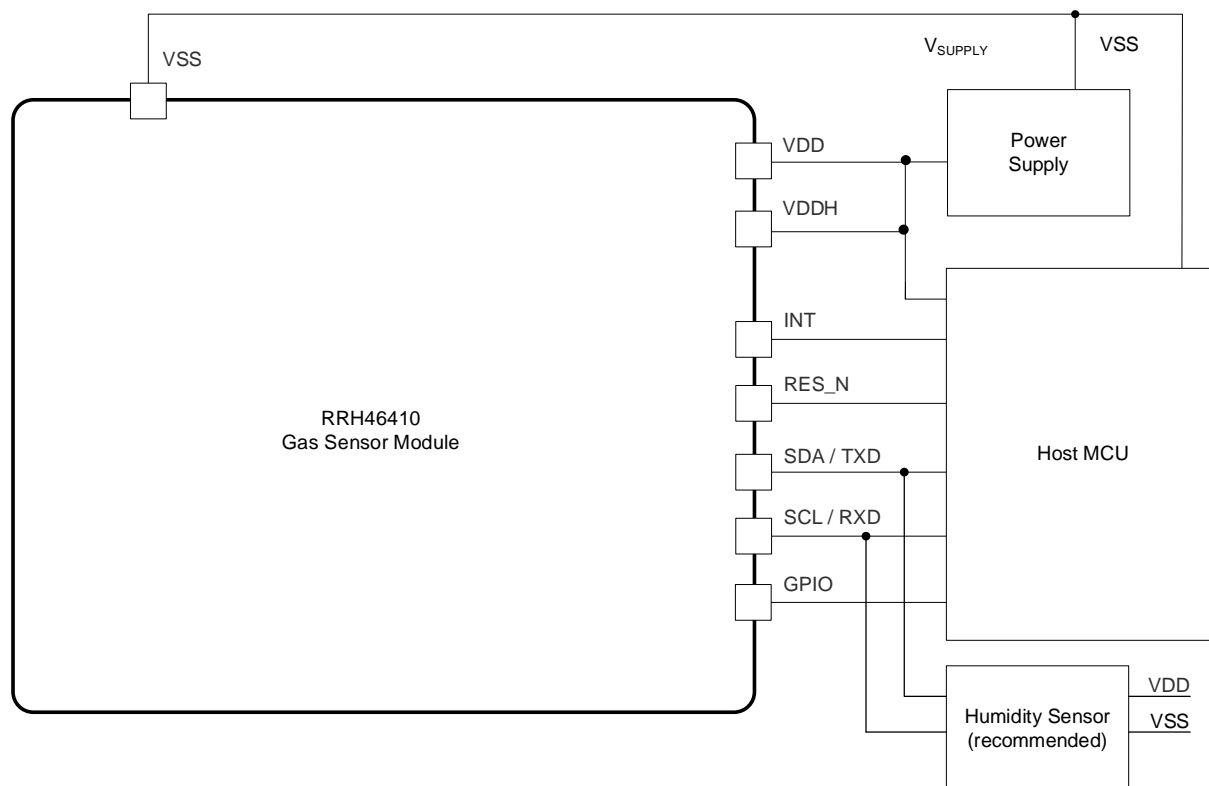 VSS
V_SUPPLY
VSS
VDD
VDDH
Power
Supply
INT
RES_N
RRH46410
Gas Sensor Module
SDA / TXD
SCL / RXD
GPIO
Host MCU
Humidity Sensor
(recommended)
VDD
VSS